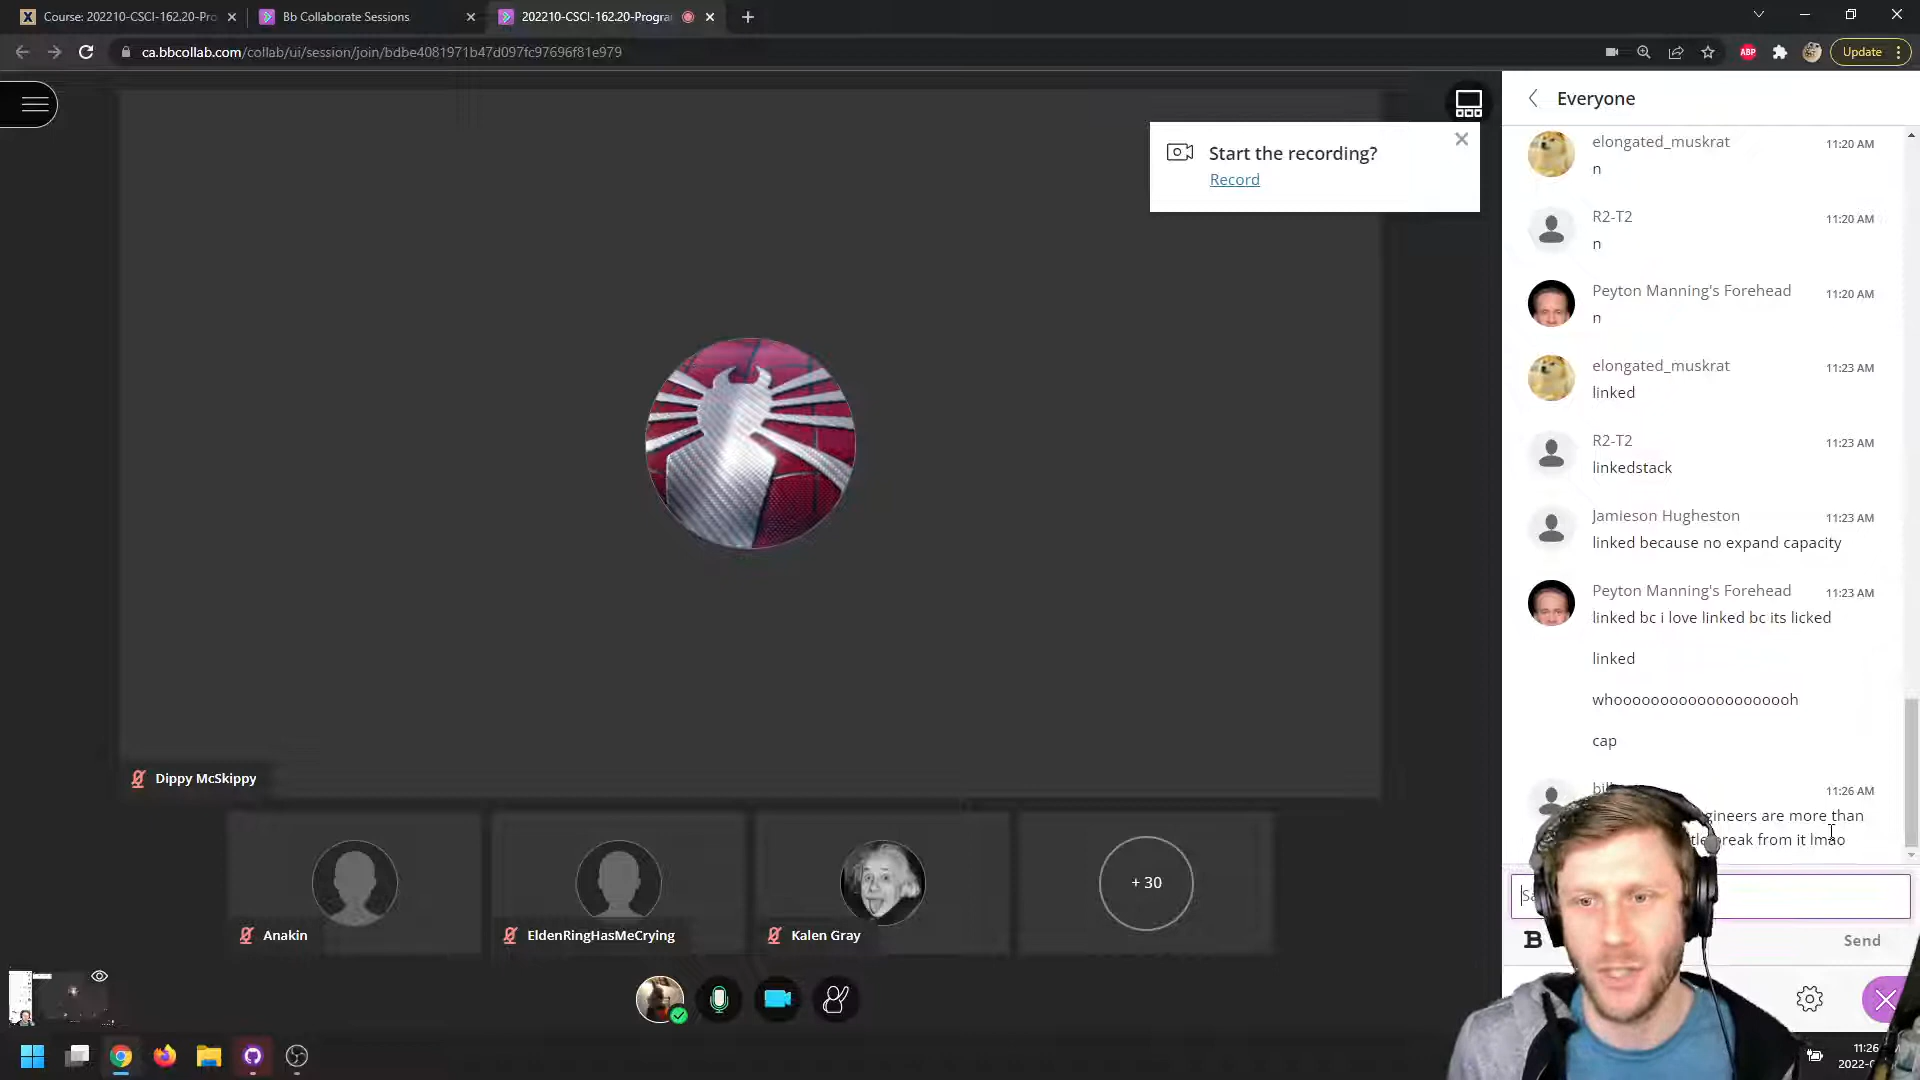 Course: 202210-CSCI-162.20-Pro
Bb Collaborate Sessions
202210-CSCI-162.20-Progra
ca.bbcollab.com/collab/ui/session/join/bdbe4081971b47d097fc97696f81e979
ABP
Update
Start the recording?
Record
Everyone
elongated_muskrat
11:20 AM
n
R2-T2
11:20 AM
n
Peyton Manning's Forehead
11:20 AM
n
elongated_muskrat
11:23 AM
linked
R2-T2
11:23 AM
linkedstack
Jamieson Hugheston
11:23 AM
linked because no expand capacity
Peyton Manning's Forehead
11:23 AM
linked bc i love linked bc its licked
linked
whoooooooooooooooooooh
cap
11:26 AM
are more than
break from it lmao
B
Send
Dippy McSkippy
Anakin
EldenRingHasMeCrying
Kalen Gray
+ 30
11:26